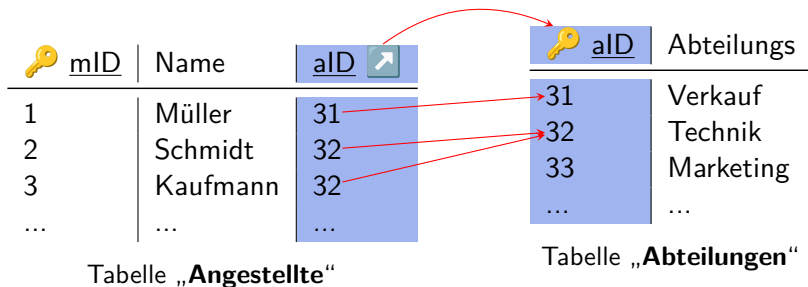 mID Name aID
1 Müller 31
2 Schmidt 32
3 Kaufmann 32
... ... ...
Tabelle „Angestellte“
aID Abteilungs
31 Verkauf
32 Technik
33 Marketing
... ...
Tabelle „Abteilungen“